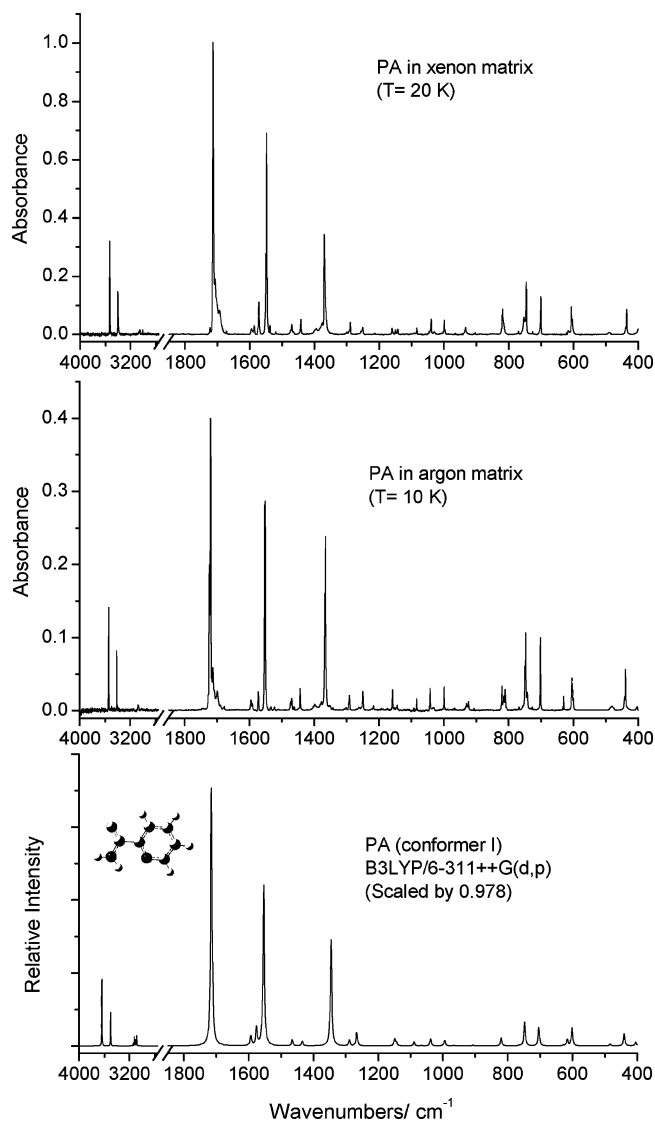 1.0
0.8
0.6
0.4
0.2
0.0
Absorbance
PA in xenon matrix
(T= 20 K)
4000 3200 1800 1600 1400 1200 1000 800 600 400
0.4
0.3
0.2
0.1
0.0
Absorbance
PA in argon matrix
(T= 10 K)
4000 3200 1800 1600 1400 1200 1000 800 600 400
Relative Intensity
PA (conformer I)
B3LYP/6-311++G(d,p)
(Scaled by 0.978)
4000 3200 1800 1600 1400 1200 1000 800 600 400
Wavenumbers/ cm⁻¹